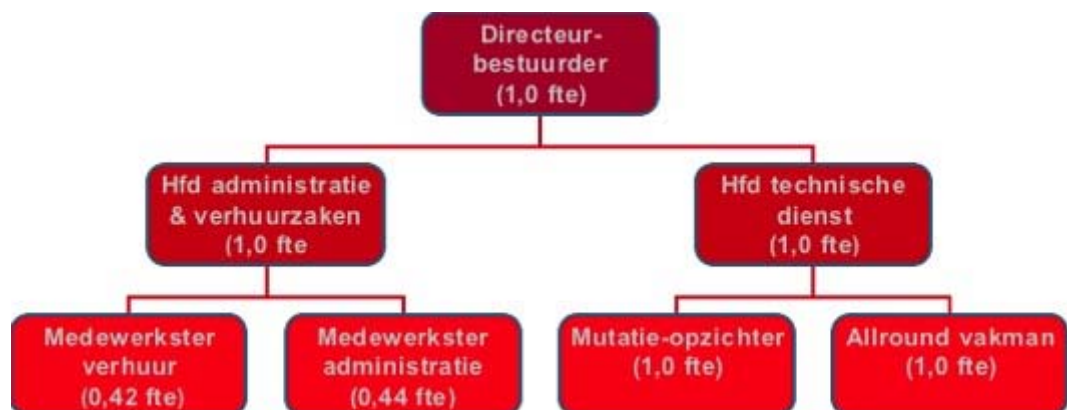 Directeur-
bestuurder
(1,0 fte)
Hfd administratie
& verhuurzaken
(1,0 fte
Hfd technische
dienst
(1,0 fte)
Medewerkster
verhuur
(0,42 fte)
Medewerkster
administratie
(0,44 fte)
Mutatie-opzichter
(1,0 fte)
Allround vakman
(1,0 fte)